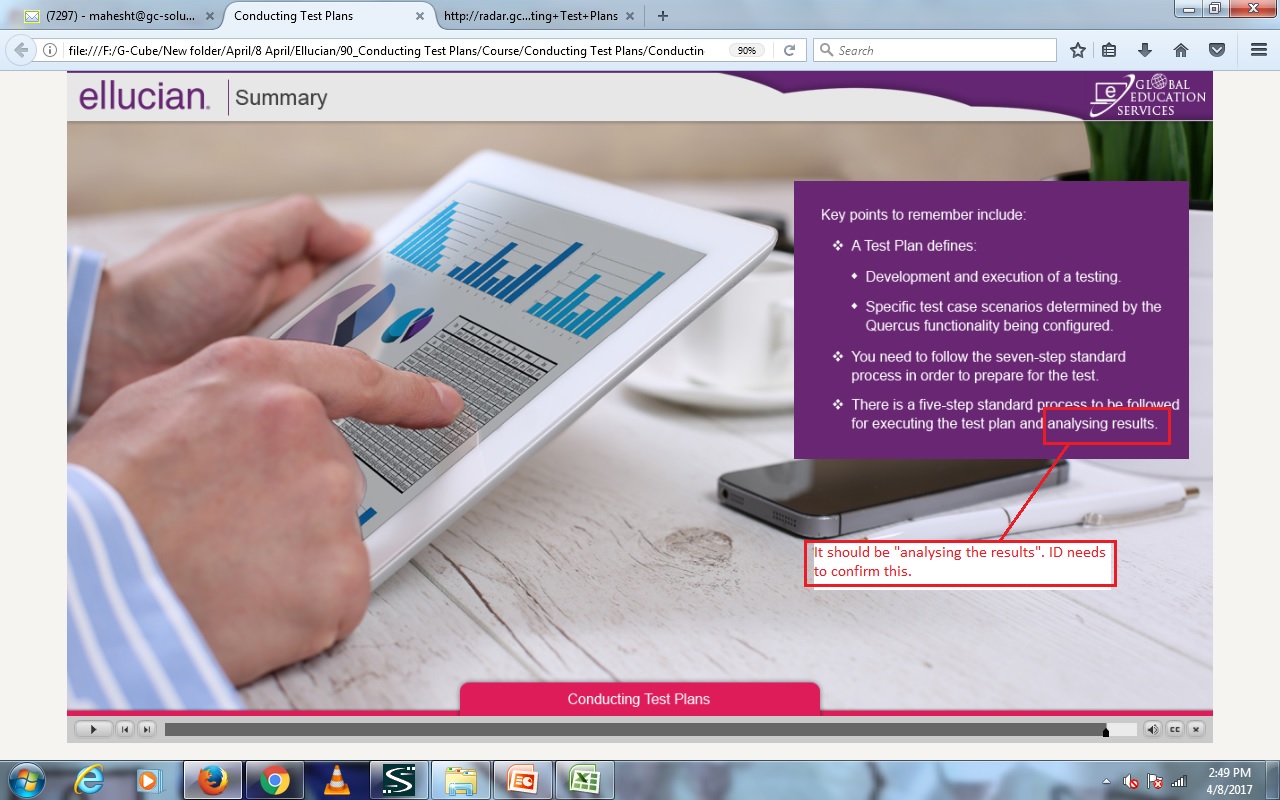 (7297) - mahesht@gc-solu...
Conducting Test Plans
http://radar.gc...ting+Test+Plans
file:///F:/G-Cube/New folder/April/8 April/Ellucian/90_Conducting Test Plans/Course/Conducting Test Plans/Conductin
90%
Search
ellucian.
Summary
e
GLOBAL
EDUCATION
SERVICES
Key points to remember include:
A Test Plan defines:
Development and execution of a testing.
Specific test case scenarios determined by the
Quercus functionality being configured.
You need to follow the seven-step standard
process in order to prepare for the test.
There is a five-step standard process to be followed
for executing the test plan and analysing results.
It should be "analysing the results". ID needs
to confirm this.
Conducting Test Plans
CC
2:49 PM
4/8/2017